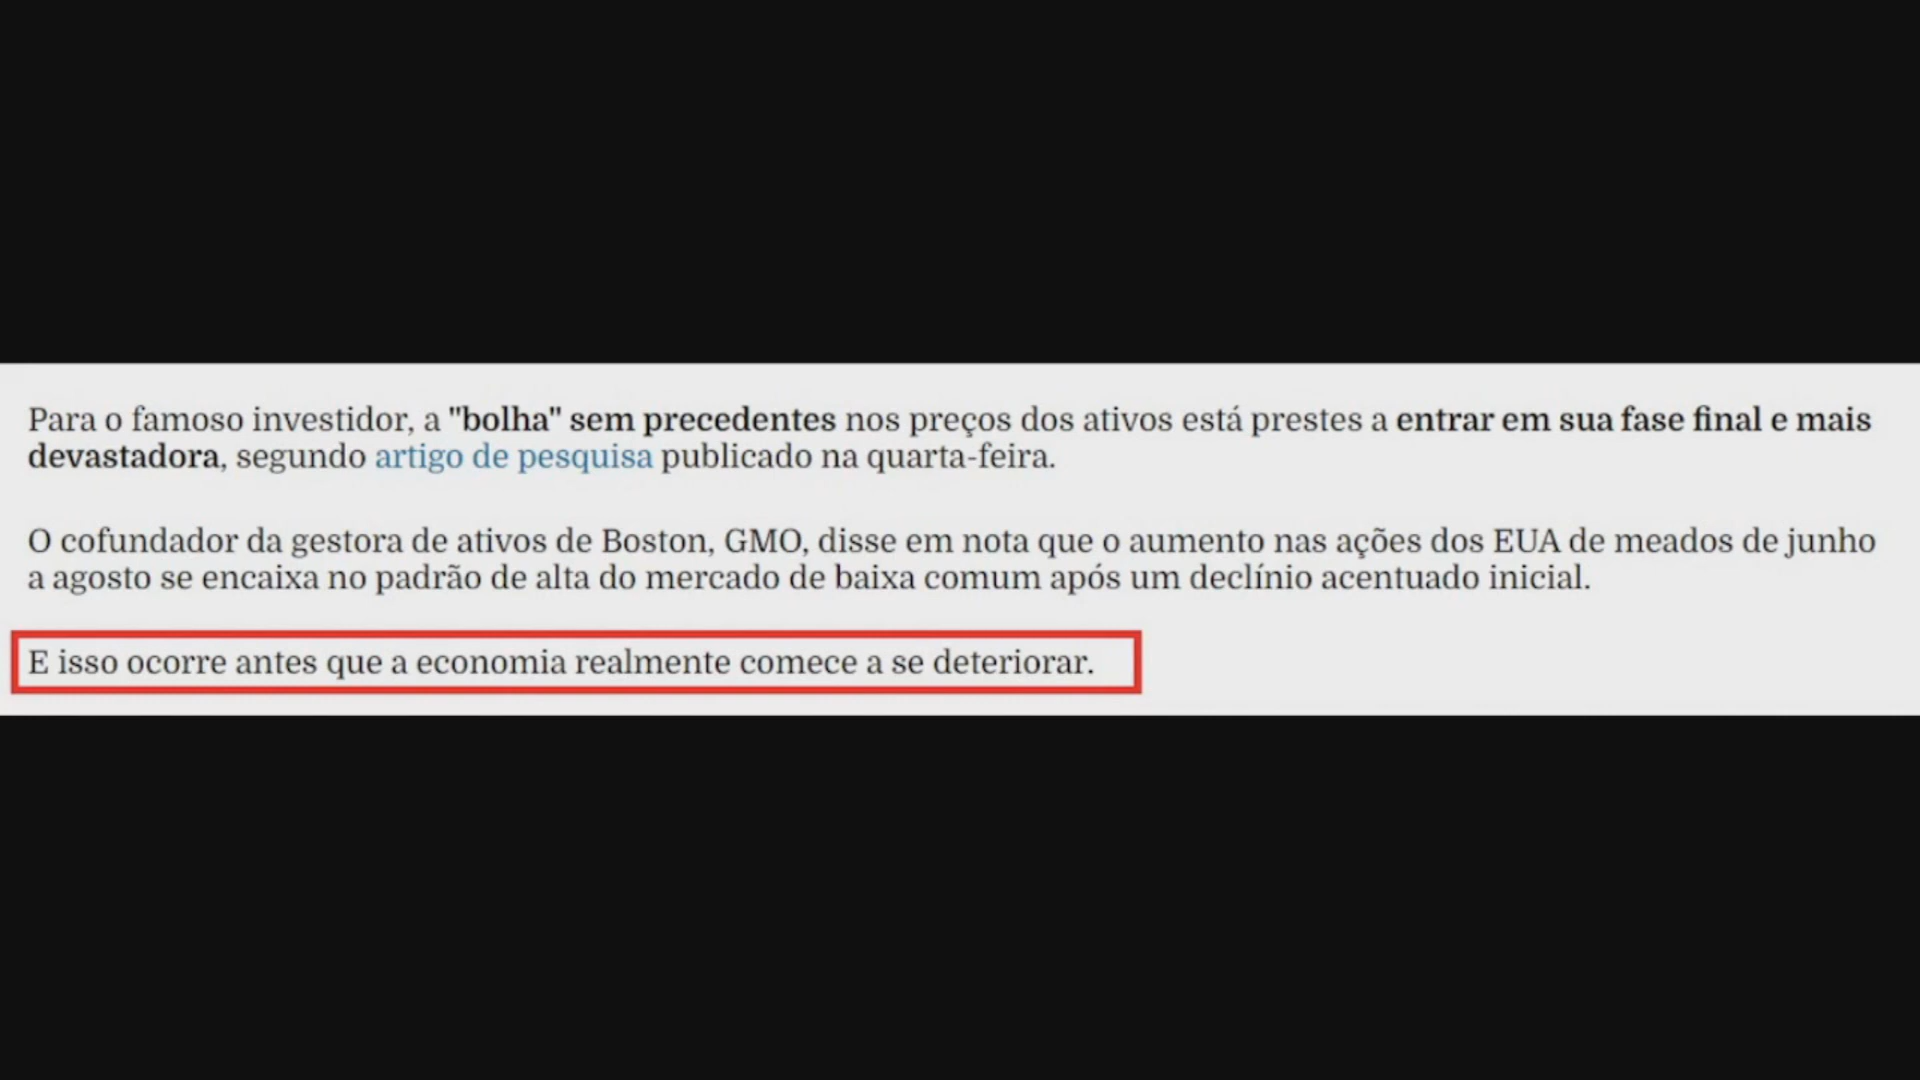 Para o famoso investidor, a "bolha" sem precedentes nos preços dos ativos está prestes a entrar em sua fase final e mais
devastadora, segundo artigo de pesquisa publicado na quarta-feira.
O cofundador da gestora de ativos de Boston, GMO, disse em nota que o aumento nas ações dos EUA de meados de junho
a agosto se encaixa no padrão de alta do mercado de baixa comum após um declínio acentuado inicial.
E isso ocorre antes que a economia realmente comece a se deteriorar.